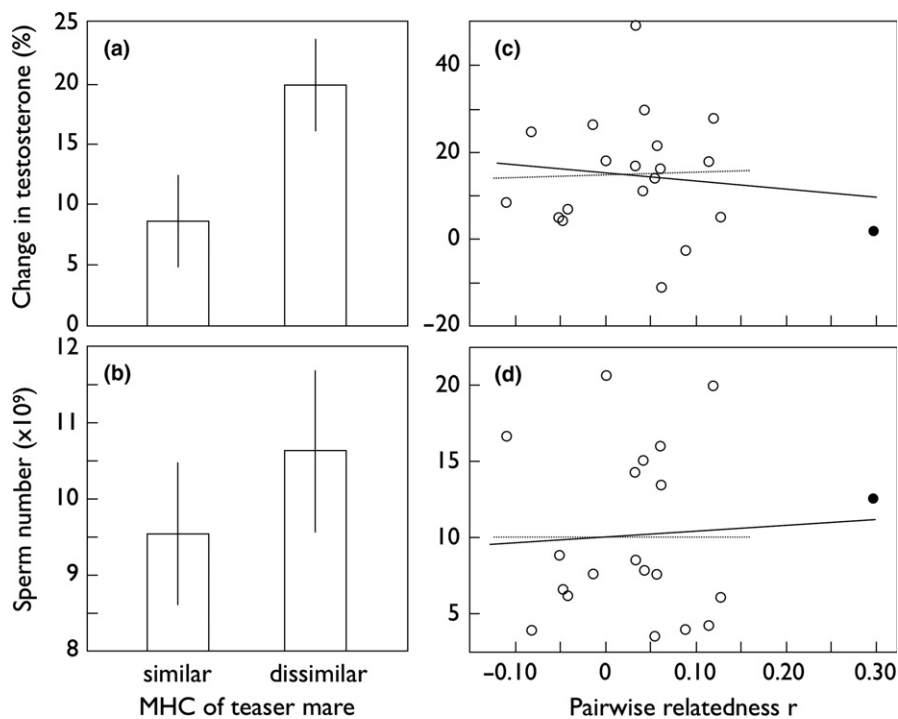 (a)
Change in testosterone (%)
25
20
15
10
5
0
(b)
Sperm number (x10⁹)
12
11
10
9
8
similar dissimilar
MHC of teaser mare
(c)
40
20
0
−20
(d)
20
15
10
5
−0.10 0 0.10 0.20 0.30
Pairwise relatedness r